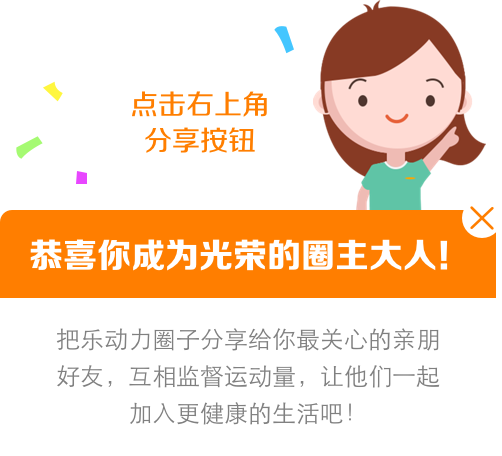 点击右上角
分享按钮
恭喜你成为光荣的圈主大人!
把乐动力圈子分享给你最关心的亲朋
好友，互相监督运动量，让他们一起
加入更健康的生活吧！